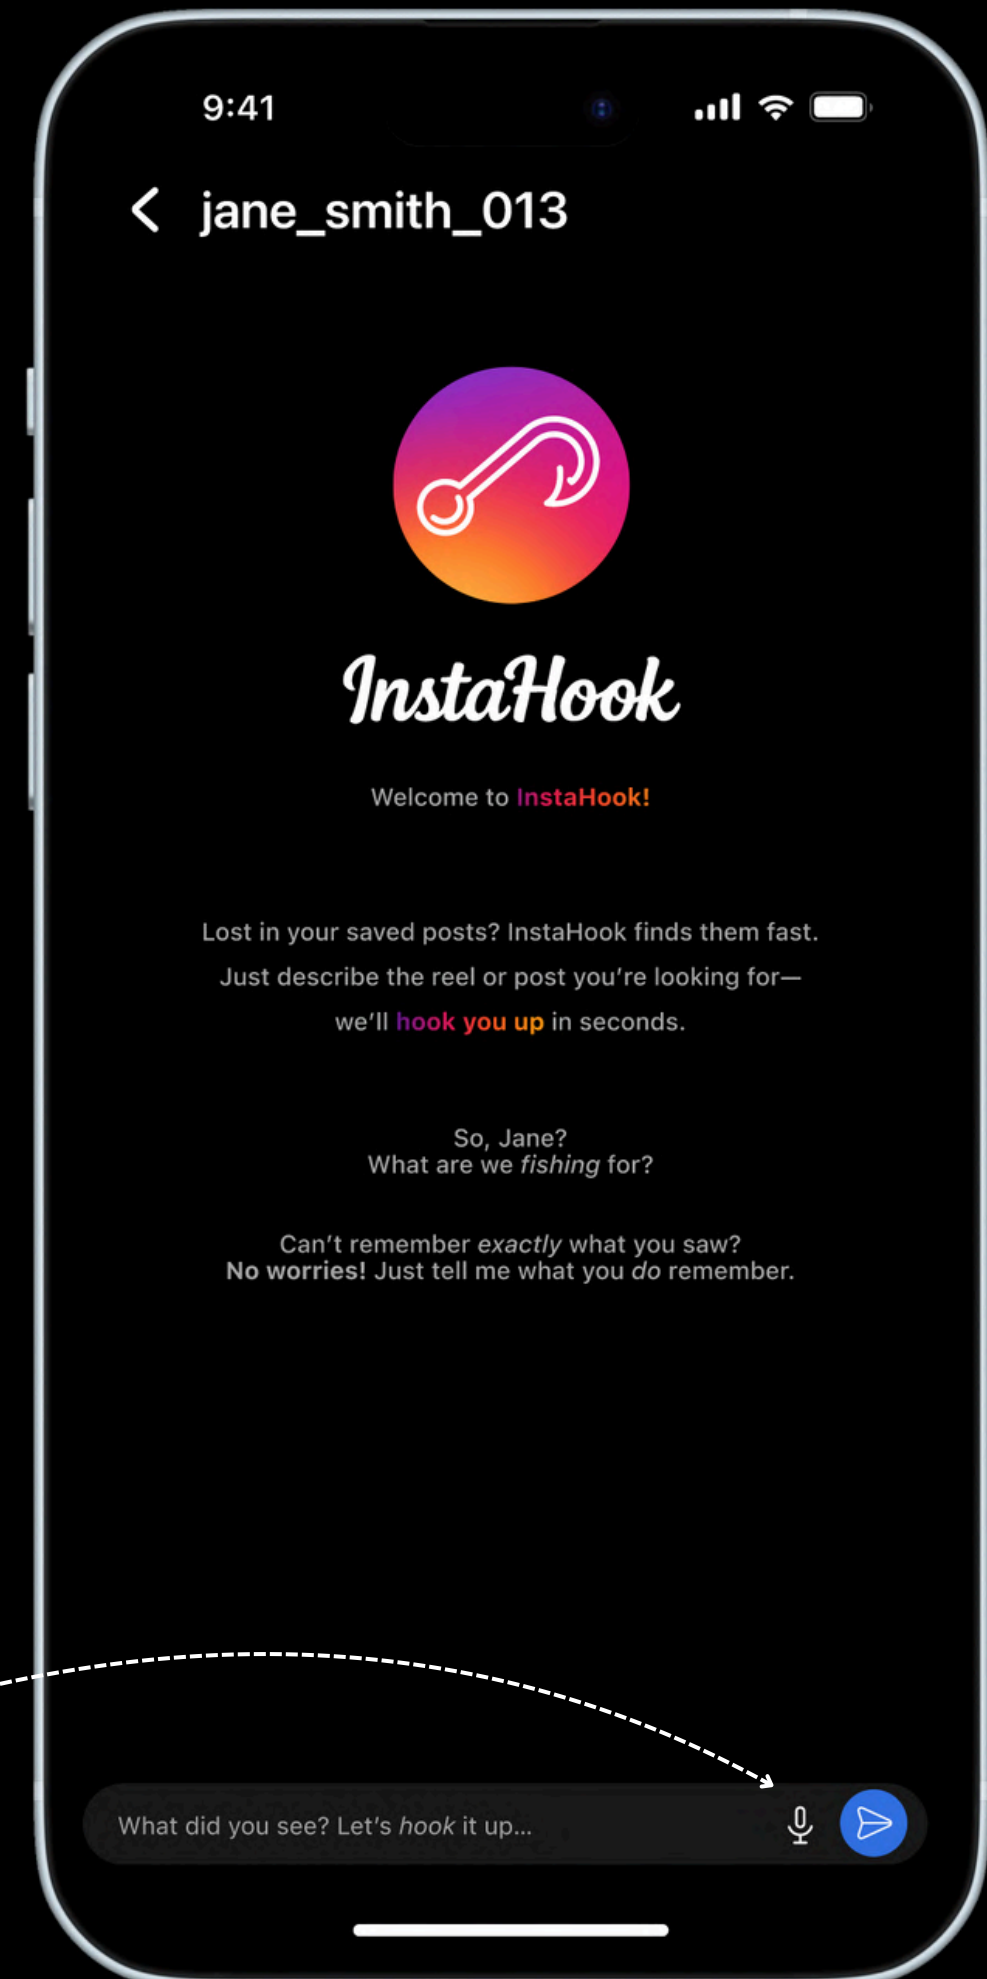 9:41
jane_smith_013
InstaHook
Welcome to InstaHook!
Lost in your saved posts? InstaHook finds them fast.
Just describe the reel or post you’re looking for—
we’ll hook you up in seconds.
So, Jane?
What are we fishing for?
Can’t remember exactly what you saw?
No worries! Just tell me what you do remember.
What did you see? Let’s hook it up...